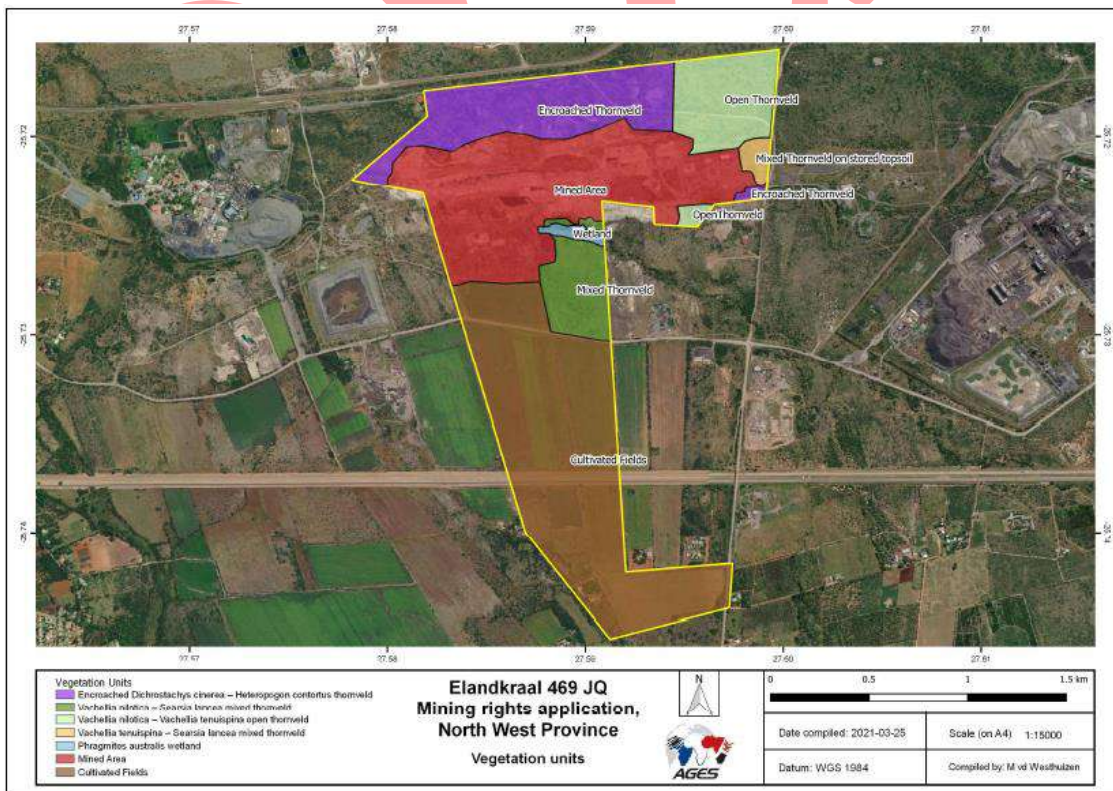 27.57 27.58 27.59 27.60 27.61
-25.72 -25.72
-25.73 -25.73
-25.74 -25.74
Encroached Thornveld
Open Thornveld
Mixed Thornveld on stored topsoil
Mined Area
Encroached Thornveld
OpenThornveld
Wetland
Mixed Thornveld
Cultivated Fields
27.57 27.58 27.59 27.60 27.61
Vegetation Units
Encroached Dichrostachys cinerea – Heteropogon contortus thornveld
Vachellia nilotica – Searsia lancea mixed thornveld
Vachellia nilotica – Vachellia tenuispina open thornveld
Vachellia tenuispina – Searsia lancea mixed thornveld
Phragmites australis wetland
Mined Area
Cultivated Fields
Elandkraal 469 JQ
Mining rights application,
North West Province
Vegetation units
N
AGES
0 0.5 1 1.5 km
Date compiled: 2021-03-25
Scale (on A4) 1:15000
Datum: WGS 1984
Compiled by: M vd Westhuizen